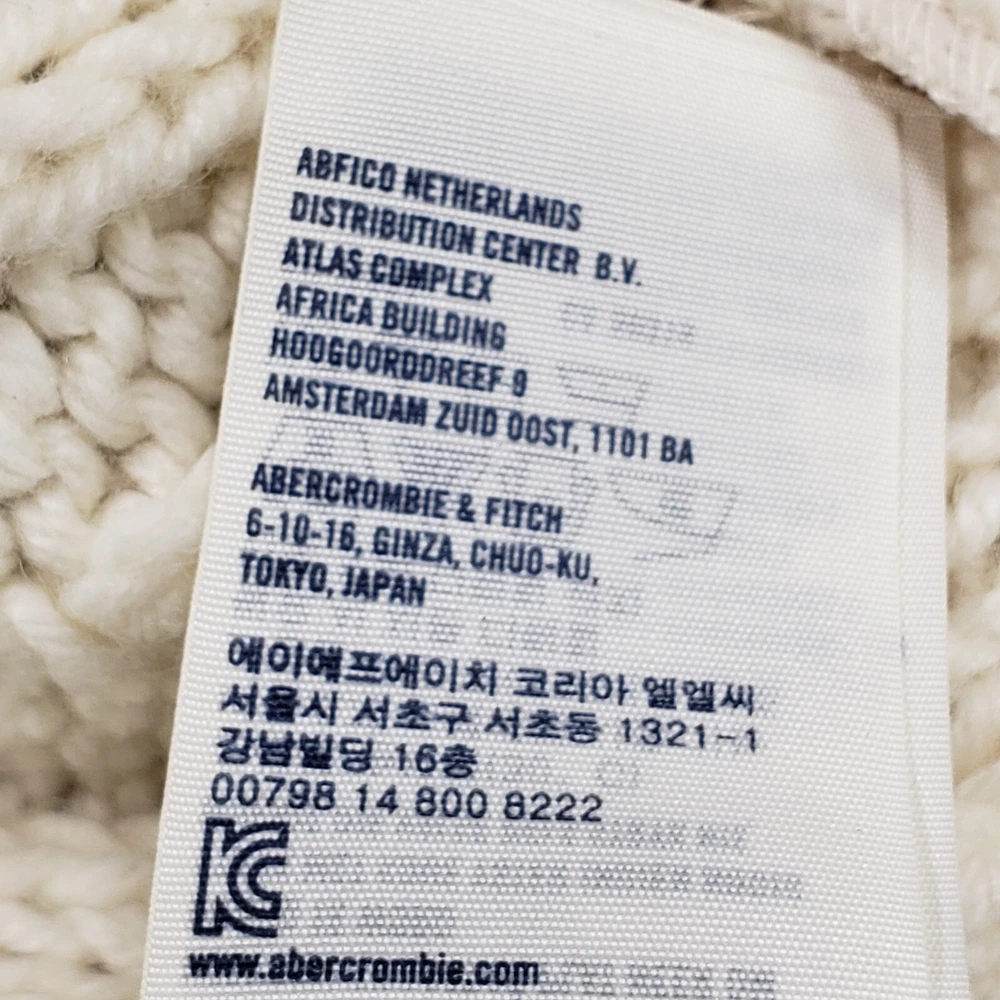 ABFICO NETHERLANDS
DISTRIBUTION CENTER B.V.
ATLAS COMPLEX
AFRICA BUILDING
HOOGOORDDREEF 9
AMSTERDAM ZUID OOST, 1101 BA
ABERCROMBIE & FITCH
6-10-16, GINZA, CHUO-KU,
TOKYO, JAPAN
에이에프에이치 코리아 엘엘씨
서울시 서초구 서초동 1321-1
강남빌딩 16층
00798 14 800 8222
KC
www.abercrombie.com